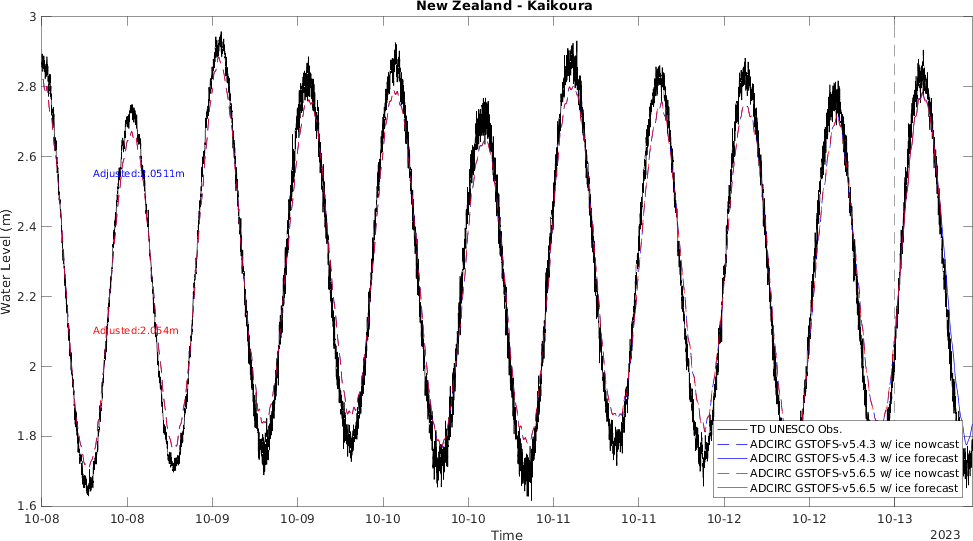 New Zealand - Kaikoura
3
2.8
2.6
2.4
2.2
2
1.8
1.6
Water Level (m)
Adjusted:2.0511m
Adjusted:2.054m
TD UNESCO Obs.
ADCIRC GSTOFS-v5.4.3 w/ ice nowcast
ADCIRC GSTOFS-v5.4.3 w/ ice forecast
ADCIRC GSTOFS-v5.6.5 w/ ice nowcast
ADCIRC GSTOFS-v5.6.5 w/ ice forecast
10-08 10-08 10-09 10-09 10-10 10-10 10-11 10-11 10-12 10-12 10-13
Time
2023